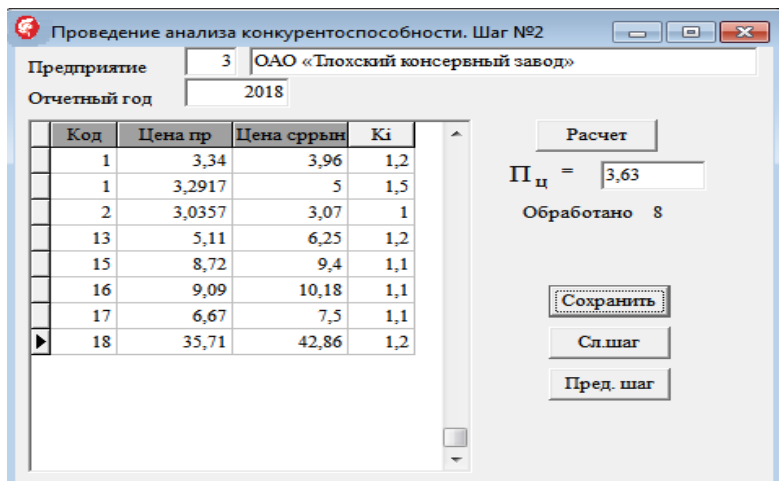 Проведение анализа конкурентоспособности. Шаг №2
Предприятие 3 ОАО «Тлохский консервный завод»
Отчетный год 2018
Код Цена пр Цена сррын Ki
1 3,34 3,96 1,2
1 3,2917 5 1,5
2 3,0357 3,07 1
13 5,11 6,25 1,2
15 8,72 9,4 1,1
16 9,09 10,18 1,1
17 6,67 7,5 1,1
18 35,71 42,86 1,2
Расчет
Пц = 3,63
Обработано 8
Сохранить
Сл.шаг
Пред. шаг